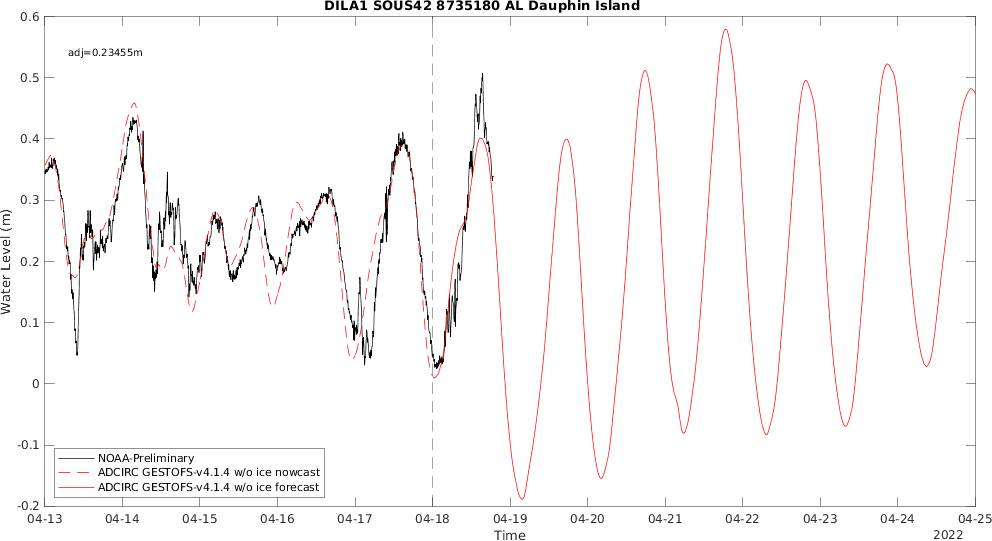 DILA1 SOUS42 8735180 AL Dauphin Island
adj=0.23455m
Water Level (m)
0.6
0.5
0.4
0.3
0.2
0.1
0
-0.1
-0.2
NOAA-Preliminary
ADCIRC GESTOFS-v4.1.4 w/o ice nowcast
ADCIRC GESTOFS-v4.1.4 w/o ice forecast
04-13 04-14 04-15 04-16 04-17 04-18 04-19 04-20 04-21 04-22 04-23 04-24 04-25
Time
2022